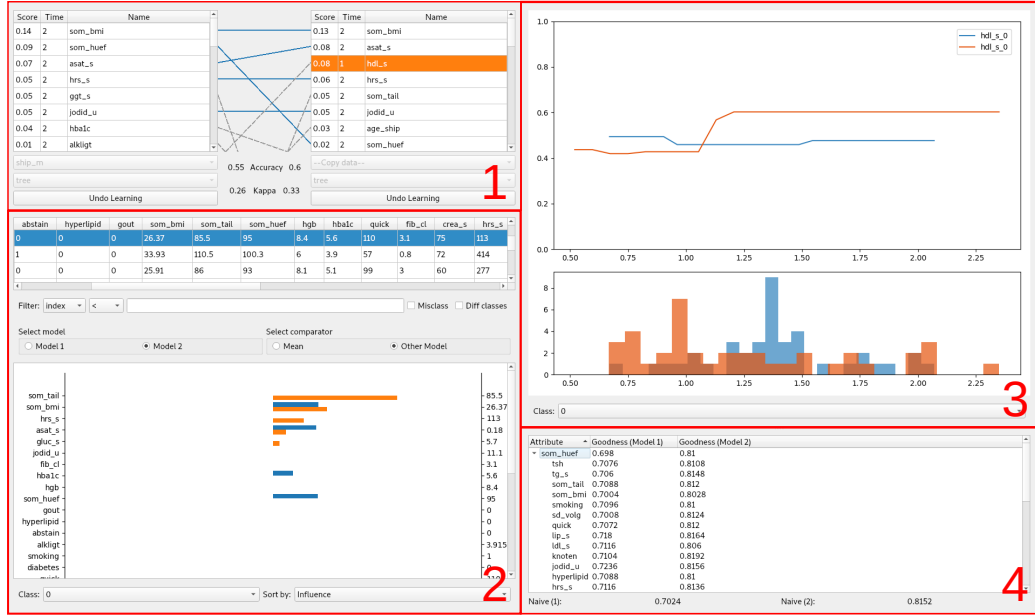 Score Time Name
0.14 2 som_bmi
0.09 2 som_huef
0.07 2 asat_s
0.05 2 hrs_s
0.05 2 ggt_s
0.05 2 jodid_u
0.04 2 hba1c
0.01 2 alkligt
ship_m
tree
Undo Learning
0.55 Accuracy 0.6
0.26 Kappa 0.33
Score Time Name
0.13 2 som_bmi
0.08 2 asat_s
0.08 1 hdl_s
0.06 2 hrs_s
0.05 2 som_tail
0.05 2 jodid_u
0.03 2 age_ship
0.02 2 som_huef
--Copy data--
tree
Undo Learning
1
abstain hyperlipid gout som_bmi som_tail som_huef hgb hba1c quick fib_cl crea_s hrs_s
0 0 0 26.37 85.5 95 8.4 5.6 110 3.1 75 113
1 0 0 33.93 110.5 100.3 6 3.9 57 0.8 72 414
0 0 0 25.91 86 93 8.1 5.1 99 3 60 277
Filter: index < Misclass Diff classes
Select model Select comparator
Model 1 Model 2 Mean Other Model
som_tail 85.5
som_bmi 26.37
hrs_s 113
asat_s 0.18
gluc_s 5.7
jodid_u 11.1
fib_cl 3.1
hba1c 5.6
hgb 8.4
som_huef 95
gout 0
hyperlipid 0
abstain 0
alkligt 3.915
smoking 1
diabetes 0
quick 110
Class: 0 Sort by: Influence
2
1.0
0.8
0.6
0.4
0.2
0.0
hdl_s_0
hdl_s_0
0.50 0.75 1.00 1.25 1.50 1.75 2.00 2.25
8
6
4
2
0
0.50 0.75 1.00 1.25 1.50 1.75 2.00 2.25
Class: 0
3
Attribute Goodness (Model 1) Goodness (Model 2)
som_huef 0.698 0.81
tsh 0.7076 0.8108
tg_s 0.706 0.8148
som_tail 0.7088 0.812
som_bmi 0.7004 0.8028
smoking 0.7096 0.81
sd_volg 0.7008 0.8124
quick 0.7072 0.812
lip_s 0.718 0.8164
ldl_s 0.7116 0.806
knoten 0.7104 0.8192
jodid_u 0.7236 0.8156
hyperlipid 0.7088 0.81
hrs_s 0.7116 0.8136
Naive (1): 0.7024 Naive (2): 0.8152
4